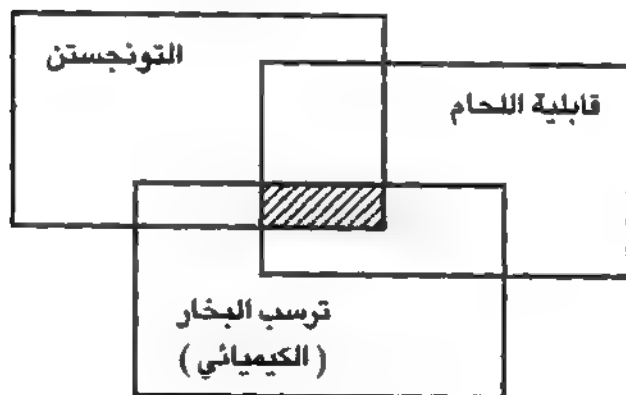 التونجستن
قابلية اللحام
ترسب البخار
( الكيميائي )